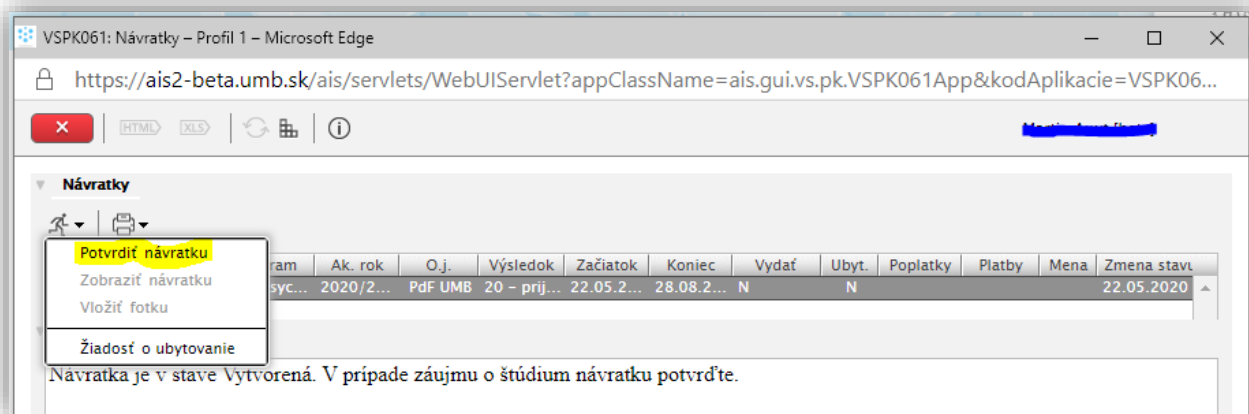 VSPK061: Návratky – Profil 1 – Microsoft Edge
https://ais2-beta.umb.sk/ais/servlets/WebUIServlet?appClassName=ais.gui.vs.pk.VSPK061App&kodAplikacie=VSPK06...
HTML XLS
Návratky
Potvrdiť návratku
Zobraziť návratku
Vložiť fotku
Žiadosť o ubytovanie
ram Ak. rok O.j. Výsledok Začiatok Koniec Vydať Ubyt. Poplatky Platby Mena Zmena stavu
syc... 2020/2... PdF UMB 20 – prij... 22.05.2... 28.08.2... N N 22.05.2020
Návratka je v stave Vytvorená. V prípade záujmu o štúdium návratku potvrďte.